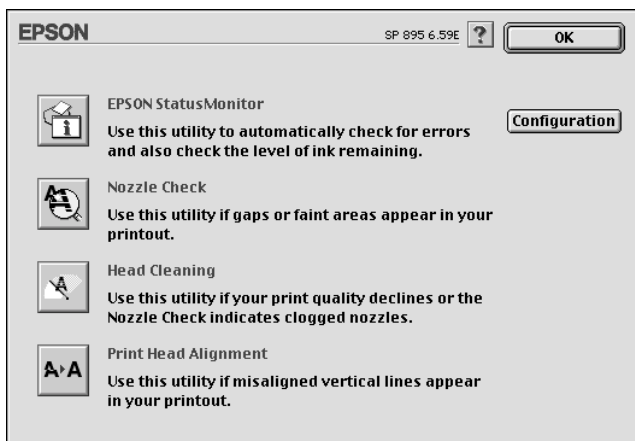 EPSON
SP 895 6.59E
?
OK
EPSON StatusMonitor
Use this utility to automatically check for errors
and also check the level of ink remaining.
Configuration
Nozzle Check
Use this utility if gaps or faint areas appear in your
printout.
Head Cleaning
Use this utility if your print quality declines or the
Nozzle Check indicates clogged nozzles.
A A
Print Head Alignment
Use this utility if misaligned vertical lines appear
in your printout.